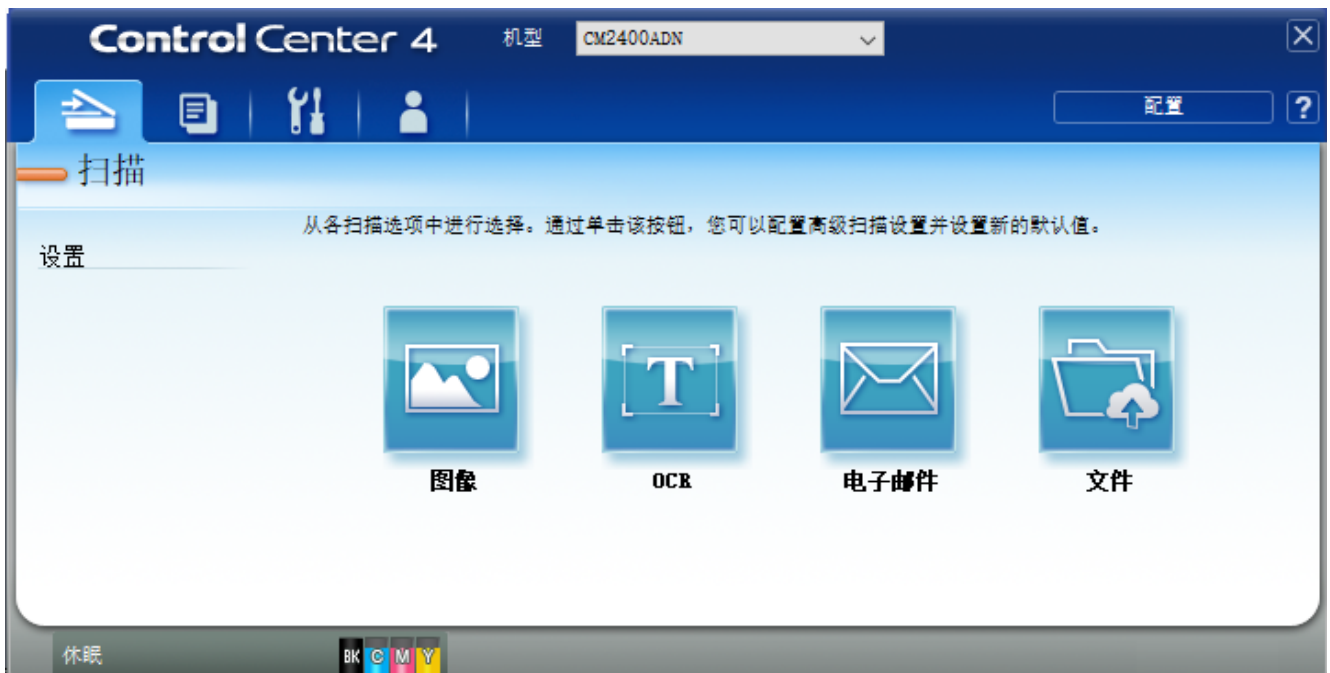 Control Center 4 机型 CM2400ADN
配置 ?
扫描
从各扫描选项中进行选择。通过单击该按钮，您可以配置高级扫描设置并设置新的默认值。
设置
T
图像 OCR 电子邮件 文件
休眠 BK C M Y